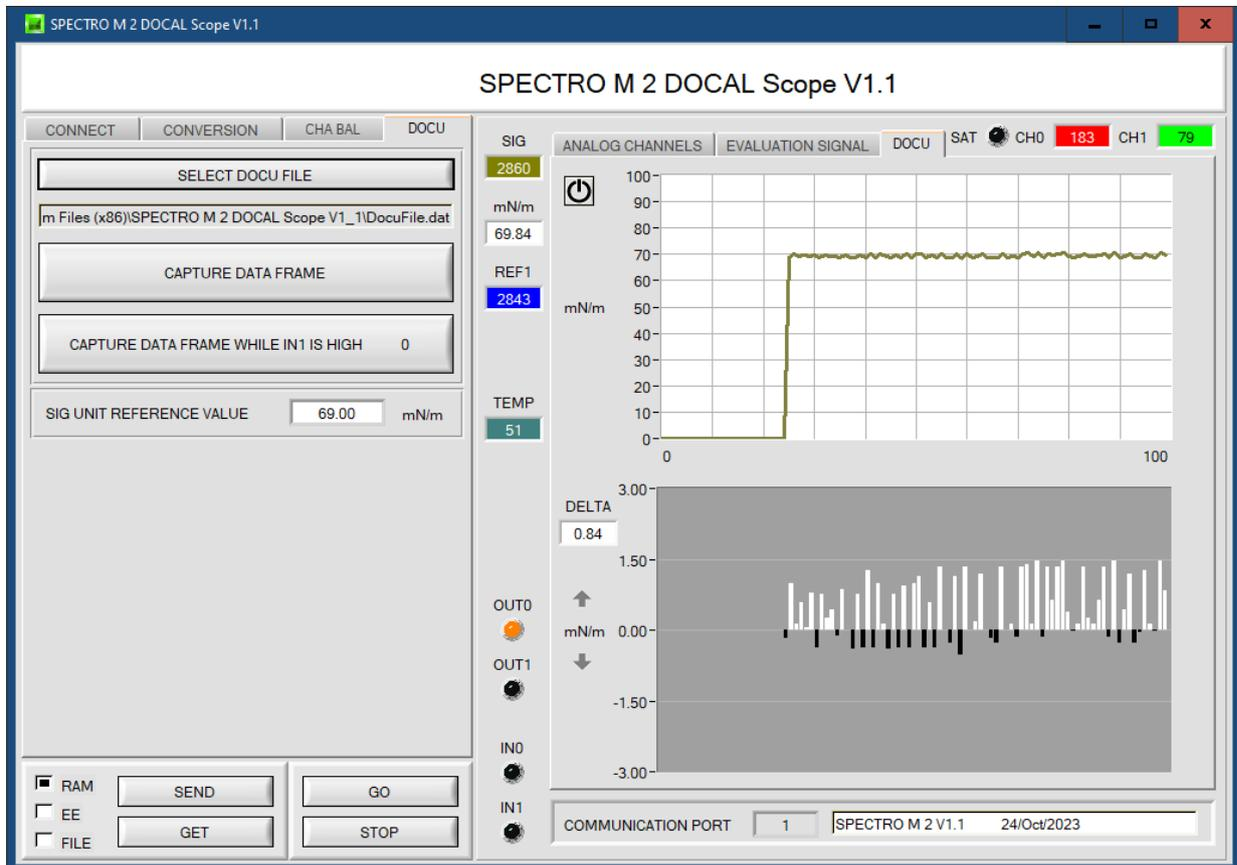 SPECTRO M 2 DOCAL Scope V1.1
SPECTRO M 2 DOCAL Scope V1.1
CONNECT CONVERSION CHA BAL DOCU
SELECT DOCU FILE
m Files (x86)\SPECTRO M 2 DOCAL Scope V1_1\DocuFile.dat
CAPTURE DATA FRAME
CAPTURE DATA FRAME WHILE IN1 IS HIGH 0
SIG UNIT REFERENCE VALUE 69.00 mN/m
RAM
EE
FILE
SEND
GET
GO
STOP
SIG
2860
mN/m
69.84
REF1
2843
TEMP
51
OUT0
OUT1
IN0
IN1
ANALOG CHANNELS EVALUATION SIGNAL DOCU SAT CH0 183 CH1 79
100
90
80
70
60
mN/m 50
40
30
20
10
0
0 100
3.00
DELTA
0.84
1.50
mN/m 0.00
-1.50
-3.00
COMMUNICATION PORT 1 SPECTRO M 2 V1.1 24/Oct/2023